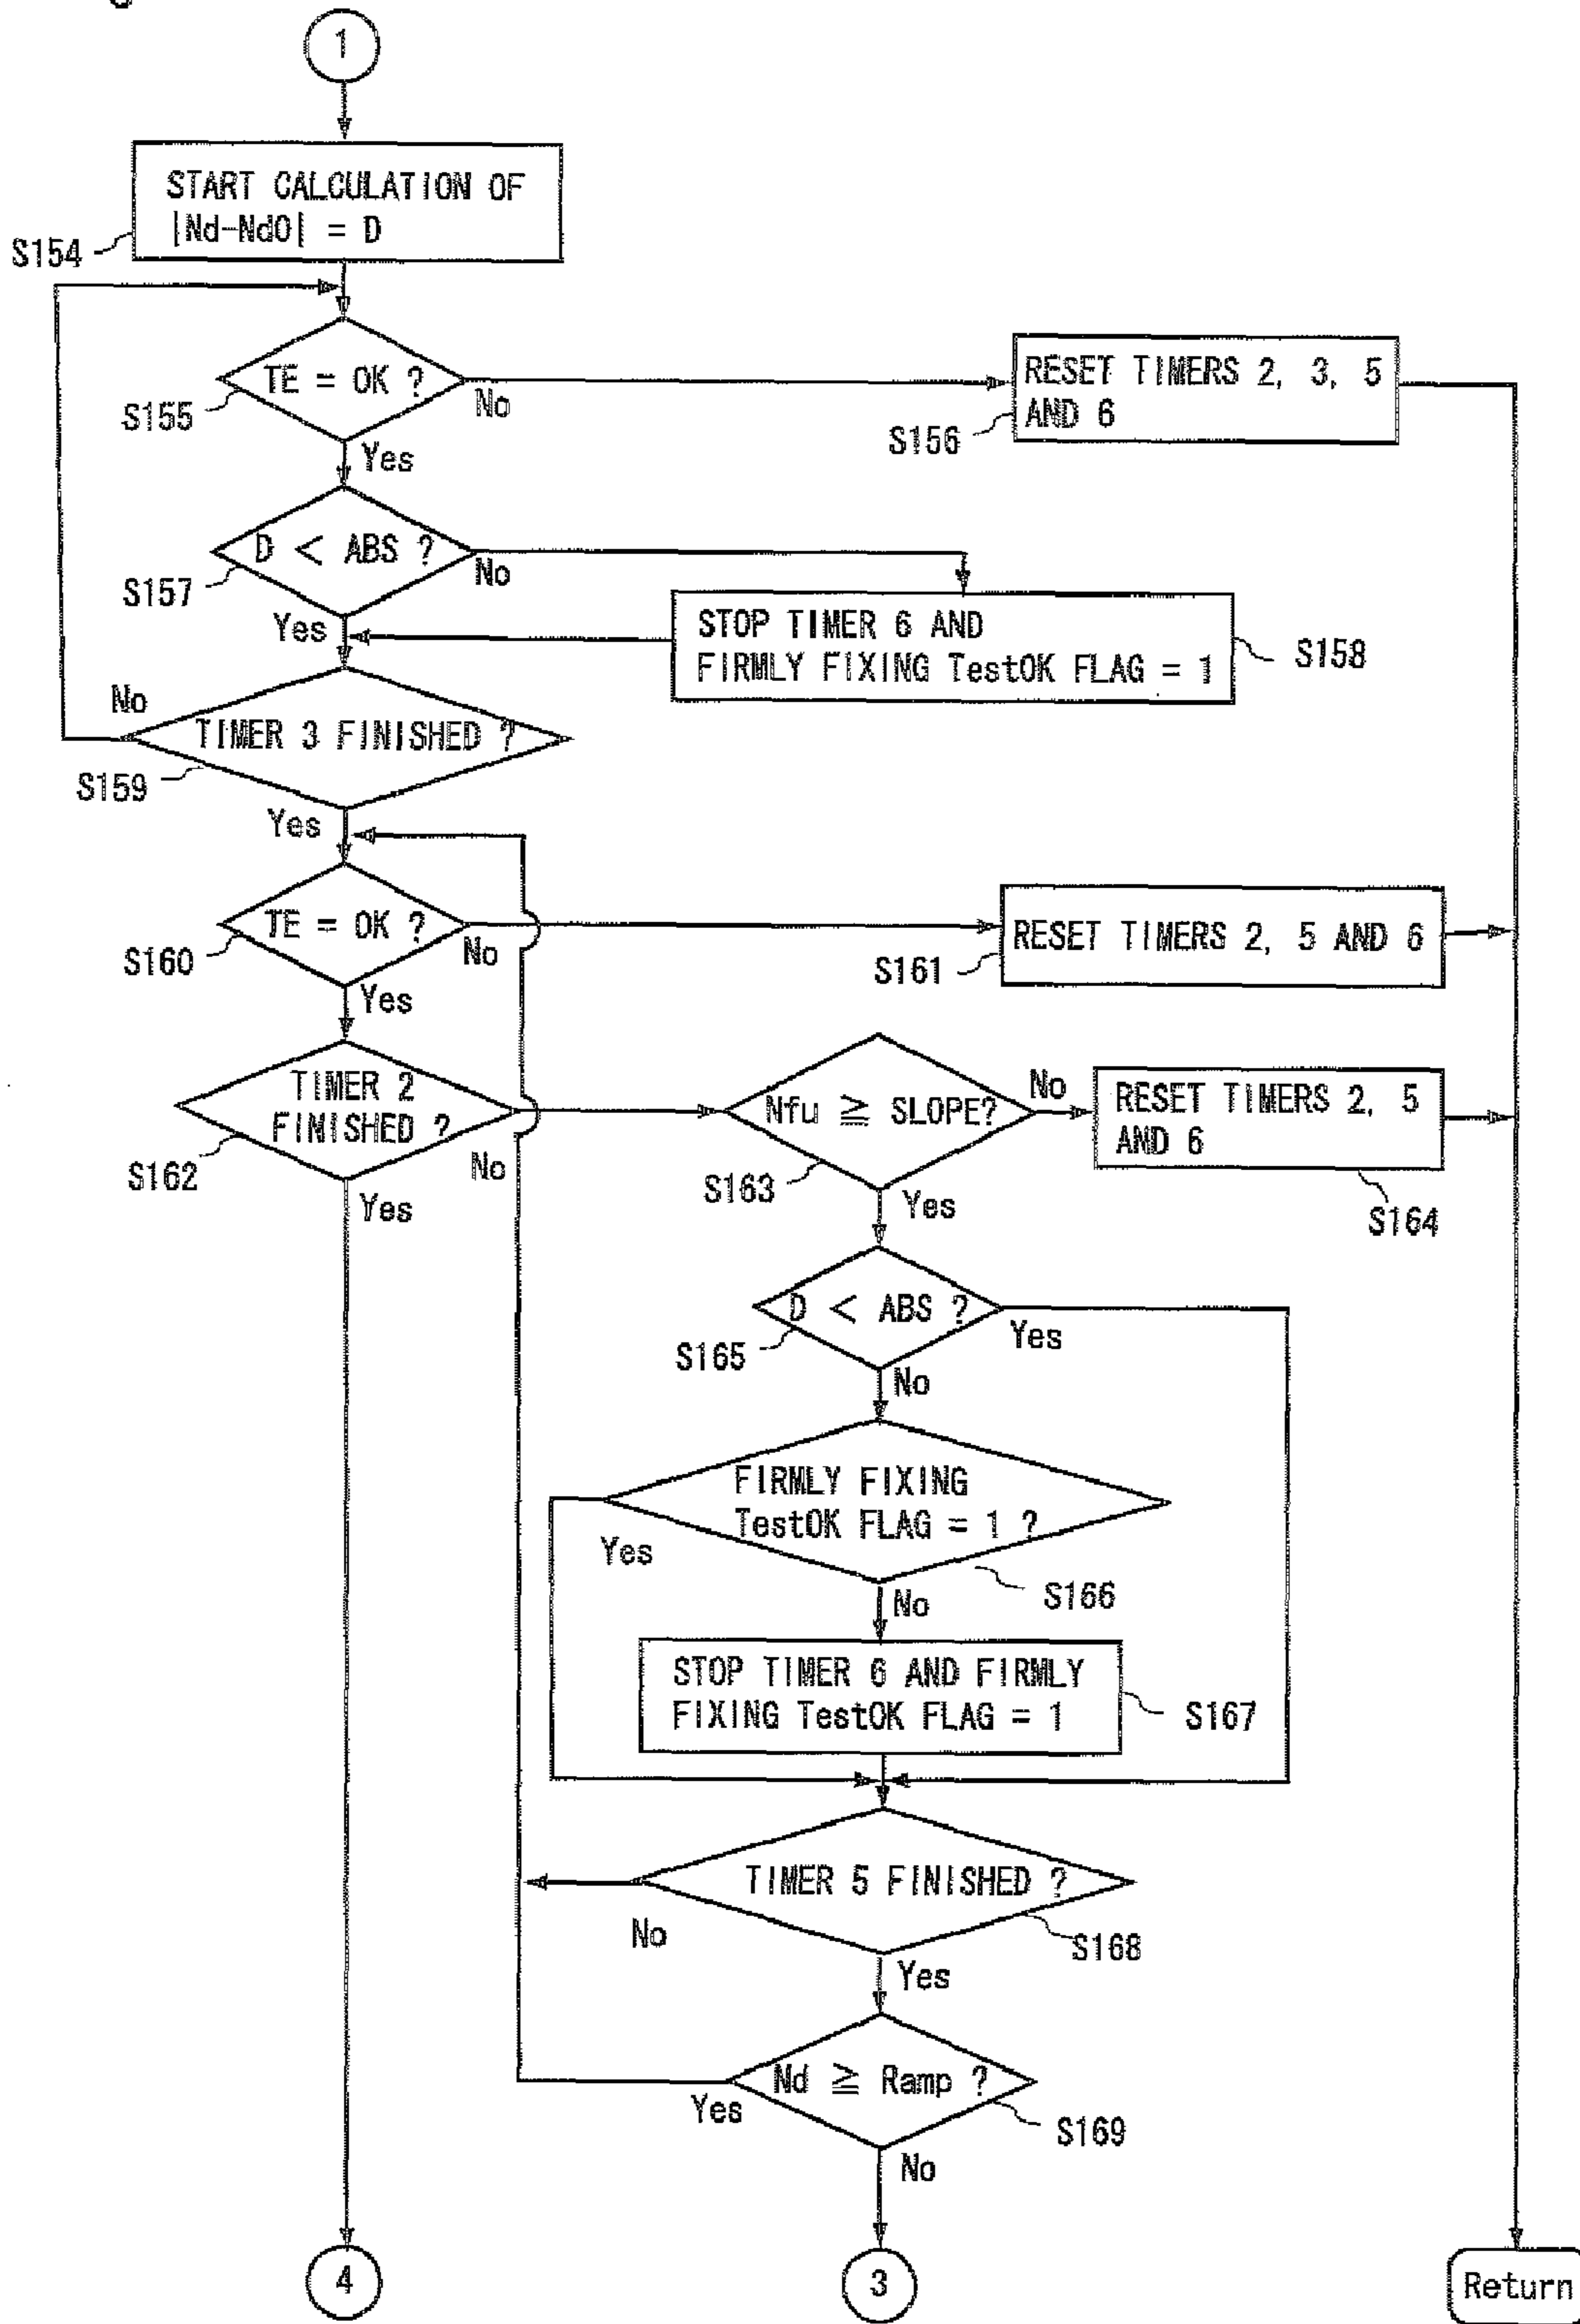 1
START CALCULATION OF
|Nd-Nd0| = D
S154
TE = OK ?
S155
No
Yes
RESET TIMERS 2, 3, 5
AND 6
S156
D < ABS ?
S157
No
Yes
STOP TIMER 6 AND
FIRMLY FIXING TestOK FLAG = 1
S158
No
TIMER 3 FINISHED ?
S159
Yes
TE = OK ?
S160
No
Yes
RESET TIMERS 2, 5 AND 6
S161
TIMER 2
FINISHED ?
S162
No
Yes
Nfu ≧ SLOPE?
S163
No
Yes
RESET TIMERS 2, 5
AND 6
S164
D < ABS ?
S165
Yes
No
FIRMLY FIXING
TestOK FLAG = 1 ?
Yes
S166
No
STOP TIMER 6 AND FIRMLY
FIXING TestOK FLAG = 1
S167
TIMER 5 FINISHED ?
No
S168
Yes
Nd ≧ Ramp ?
Yes
S169
No
4
3
Return